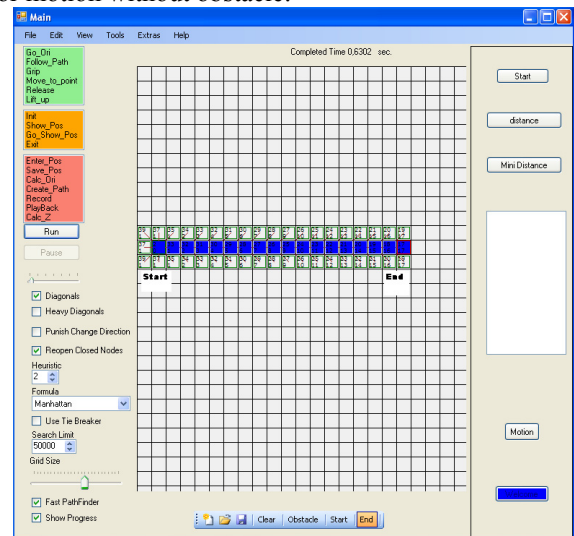 or motion without obstacle.
Main
File Edit View Tools Extras Help
Go_Ori
Follow_Path
Grip
Move_to_point
Release
Lift_up
Init
Show_Pos
Go_Show_Pos
Exit
Enter_Pos
Save_Pos
Calc_Ori
Create_Path
Record
PlayBack
Calc_Z
Run
Pause
Diagonals
Heavy Diagonals
Punish Change Direction
Reopen Closed Nodes
Heuristic
2
Formula
Manhattan
Use Tie Breaker
Search Limit
50000
Grid Size
Fast PathFinder
Show Progress
Completed Time 0,6302 sec.
Start
End
Clear Obstacle Start End
Start
distance
Mini Distance
Motion